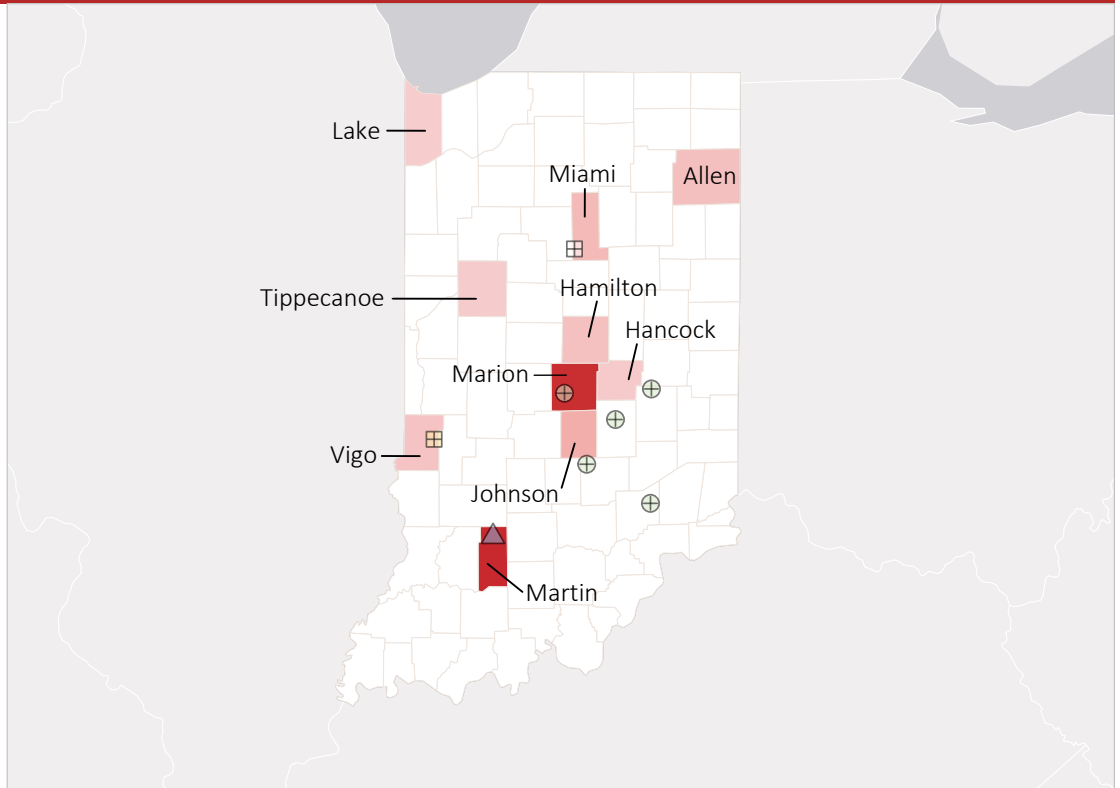 Lake
Miami
Allen
Hamilton
Tippecanoe
Hancock
Marion
Vigo
Johnson
Martin